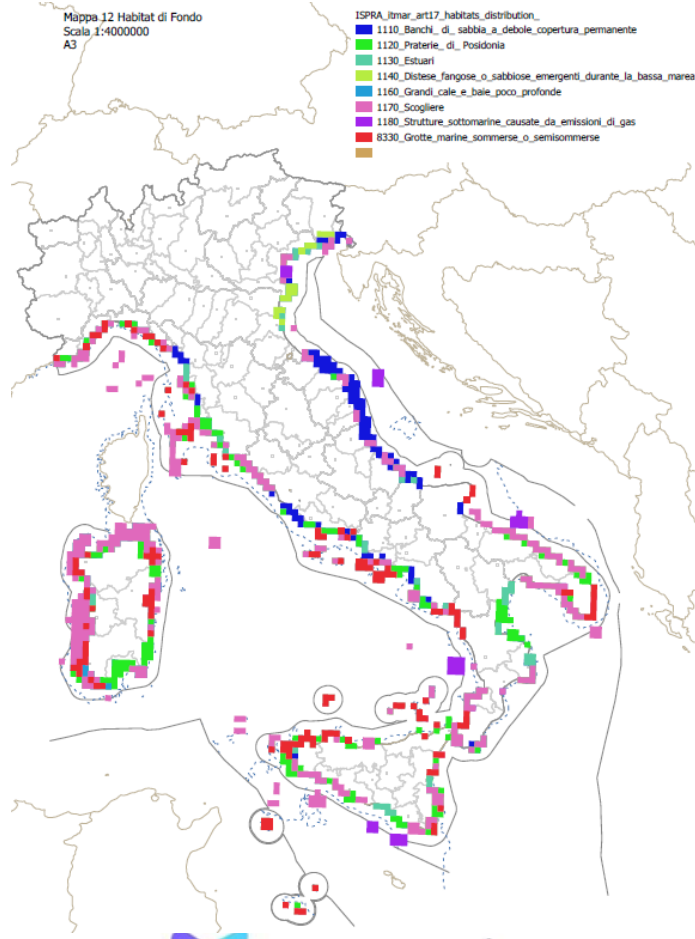 Mappa 12 Habitat di Fondo
Scala 1:4000000
A3
ISPRA_itmar_art17_habitats_distribution_
1110_Banchi_di_sabbia_a_debole_copertura_permanente
1120_Praterie_di_Posidonia
1130_Estuari
1140_Distese_fangose_o_sabbiose_emergenti_durante_la_bassa_marea
1160_Grandi_cale_e_baie_poco_profonde
1170_Scogliere
1180_Strutture_sottomarine_causate_da_emissioni_di_gas
8330_Grotte_marine_sommerse_o_semisommerse